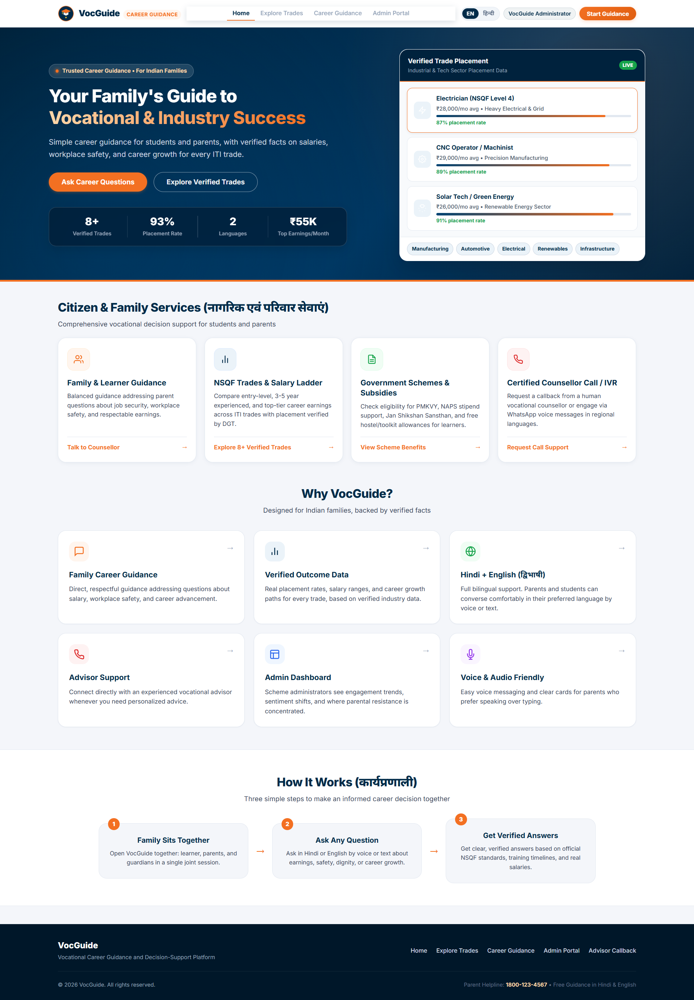 VocGuide CAREER GUIDANCE Home Explore Trades Career Guidance Admin Portal EN हिन्दी VocGuide Administrator Start Guidance
Trusted Career Guidance • For Indian Families
Your Family's Guide to
Vocational & Industry Success
Simple career guidance for students and parents, with verified facts on salaries,
workplace safety, and career growth for every ITI trade.
Ask Career Questions Explore Verified Trades
8+ 93% 2 ₹55K
Verified Trades Placement Rate Languages Top Earnings/Month
Verified Trade Placement
Industrial & Tech Sector Placement Data
LIVE
Electrician (NSQF Level 4)
₹28,000/mo avg • Heavy Electrical & Grid
87% placement rate
CNC Operator / Machinist
₹29,000/mo avg • Precision Manufacturing
89% placement rate
Solar Tech / Green Energy
₹26,000/mo avg • Renewable Energy Sector
91% placement rate
Manufacturing Automotive Electrical Renewables Infrastructure
Citizen & Family Services (नागरिक एवं परिवार सेवाएं)
Comprehensive vocational decision support for students and parents
Family & Learner Guidance
Balanced guidance addressing parent
questions about job security, workplace
safety, and respectable earnings.
Talk to Counsellor →
NSQF Trades & Salary Ladder
Compare entry-level, 3-5 year
experienced, and top-tier career earnings
across ITI trades with placement verified
by DGT.
Explore 8+ Verified Trades →
Government Schemes &
Subsidies
Check eligibility for PMKVY, NAPS stipend
support, Jan Shikshan Sansthan, and free
hostel/toolkit allowances for learners.
View Scheme Benefits →
Certified Counsellor Call / IVR
Request a callback from a human
vocational counsellor or engage via
WhatsApp voice messages in regional
languages.
Request Call Support →
Why VocGuide?
Designed for Indian families, backed by verified facts
→
Family Career Guidance
Direct, respectful guidance addressing questions about
salary, workplace safety, and career advancement.
→
Verified Outcome Data
Real placement rates, salary ranges, and career growth
paths for every trade, based on verified industry data.
→
Hindi + English (द्विभाषी)
Full bilingual support. Parents and students can
converse comfortably in their preferred language by
voice or text.
→
Advisor Support
Connect directly with an experienced vocational advisor
whenever you need personalized advice.
→
Admin Dashboard
Scheme administrators see engagement trends,
sentiment shifts, and where parental resistance is
concentrated.
→
Voice & Audio Friendly
Easy voice messaging and clear cards for parents who
prefer speaking over typing.
How It Works (कार्यप्रणाली)
Three simple steps to make an informed career decision together
1
Family Sits Together
Open VocGuide together: learner, parents, and
guardians in a single joint session.
→
2
Ask Any Question
Ask in Hindi or English by voice or text about
earnings, safety, dignity, or career growth.
→
3
Get Verified Answers
Get clear, verified answers based on official
NSQF standards, training timelines, and real
salaries.
VocGuide
Vocational Career Guidance and Decision-Support Platform
Home Explore Trades Career Guidance Admin Portal Advisor Callback
© 2026 VocGuide. All rights reserved.
Parent Helpline: 1800-123-4567 • Free Guidance in Hindi & English